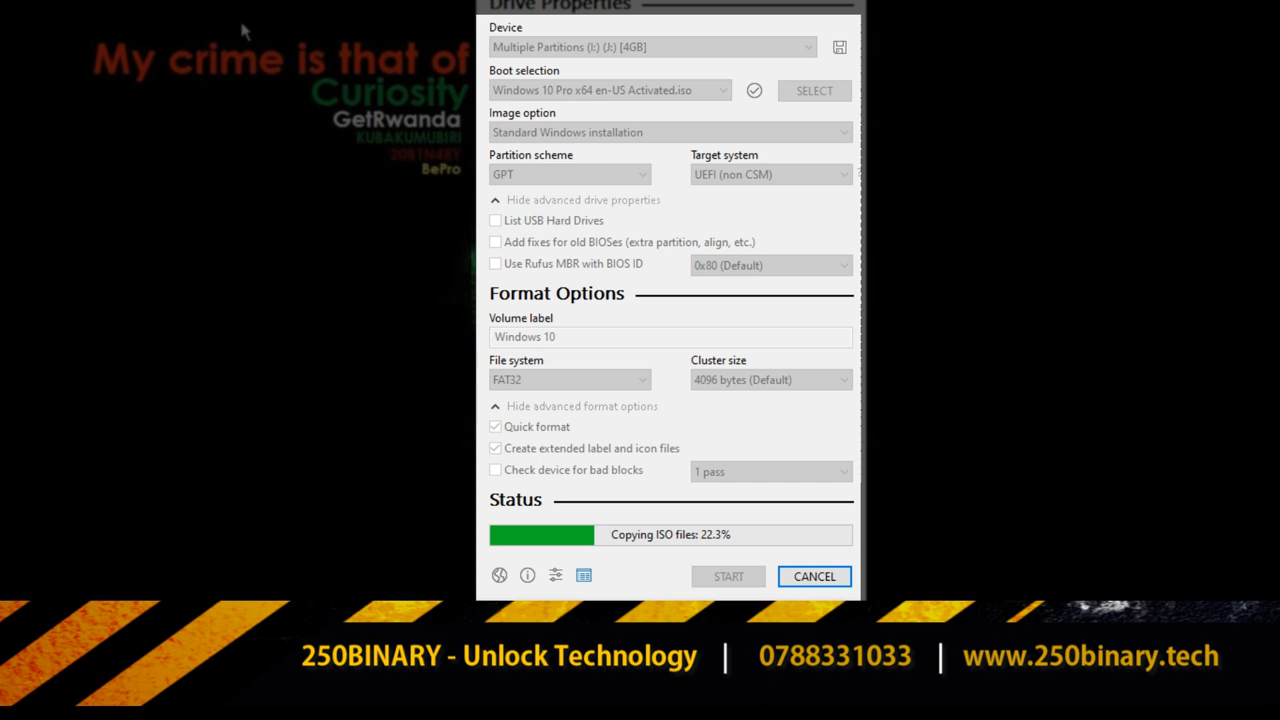 Drive Properties
Device
Multiple Partitions (I:) (J:) [4GB]
Boot selection
Windows 10 Pro x64 en-US Activated.iso
SELECT
Image option
Standard Windows installation
Partition scheme
Target system
GPT
UEFI (non CSM)
Hide advanced drive properties
List USB Hard Drives
Add fixes for old BIOSes (extra partition, align, etc.)
Use Rufus MBR with BIOS ID
0x80 (Default)
Format Options
Volume label
Windows 10
File system
Cluster size
FAT32
4096 bytes (Default)
Hide advanced format options
Quick format
Create extended label and icon files
Check device for bad blocks
1 pass
Status
Copying ISO files: 22.3%
START
CANCEL
My crime is that of
Curiosity
GetRwanda
KUBAKUMUBIRI
20B1N4RY
BePro
250BINARY - Unlock Technology | 0788331033 | www.250binary.tech